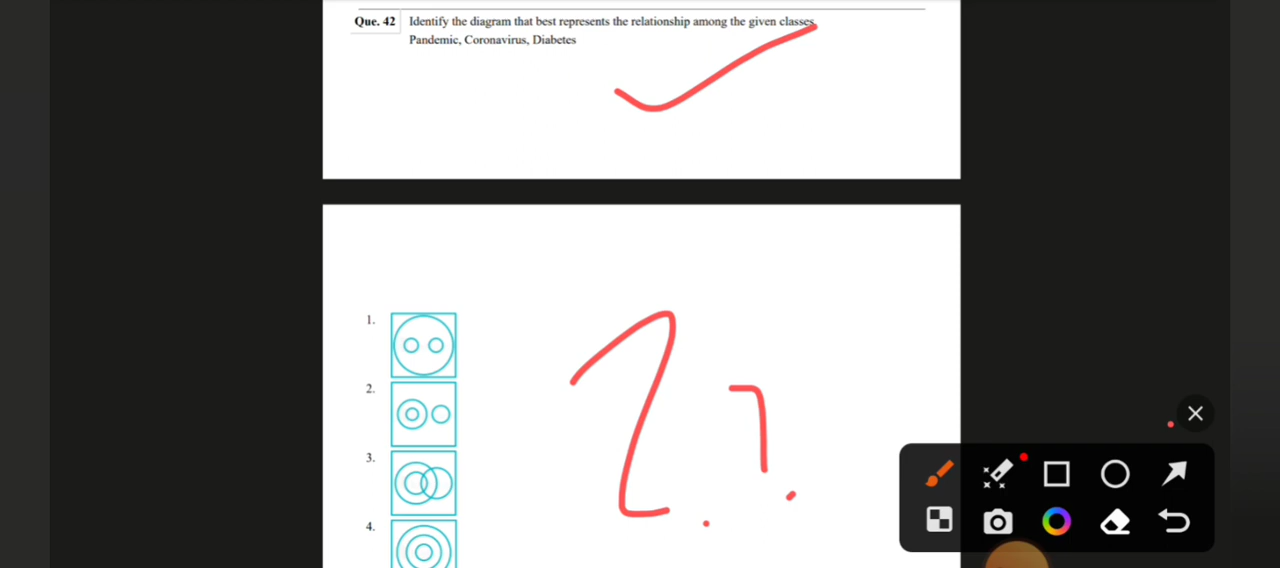 Que. 42 Identify the diagram that best represents the relationship among the given classes.
Pandemic, Coronavirus, Diabetes
1.
2.
3.
4.